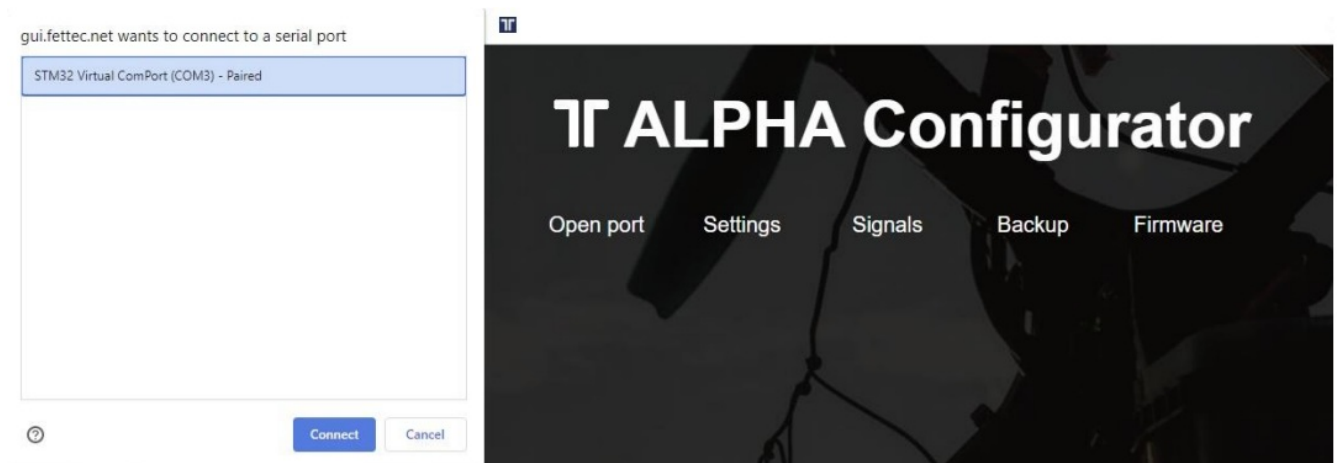 gui.fettec.net wants to connect to a serial port
STM32 Virtual ComPort (COM3) - Paired
Connect
Cancel
ALPHA Configurator
Open port
Settings
Signals
Backup
Firmware